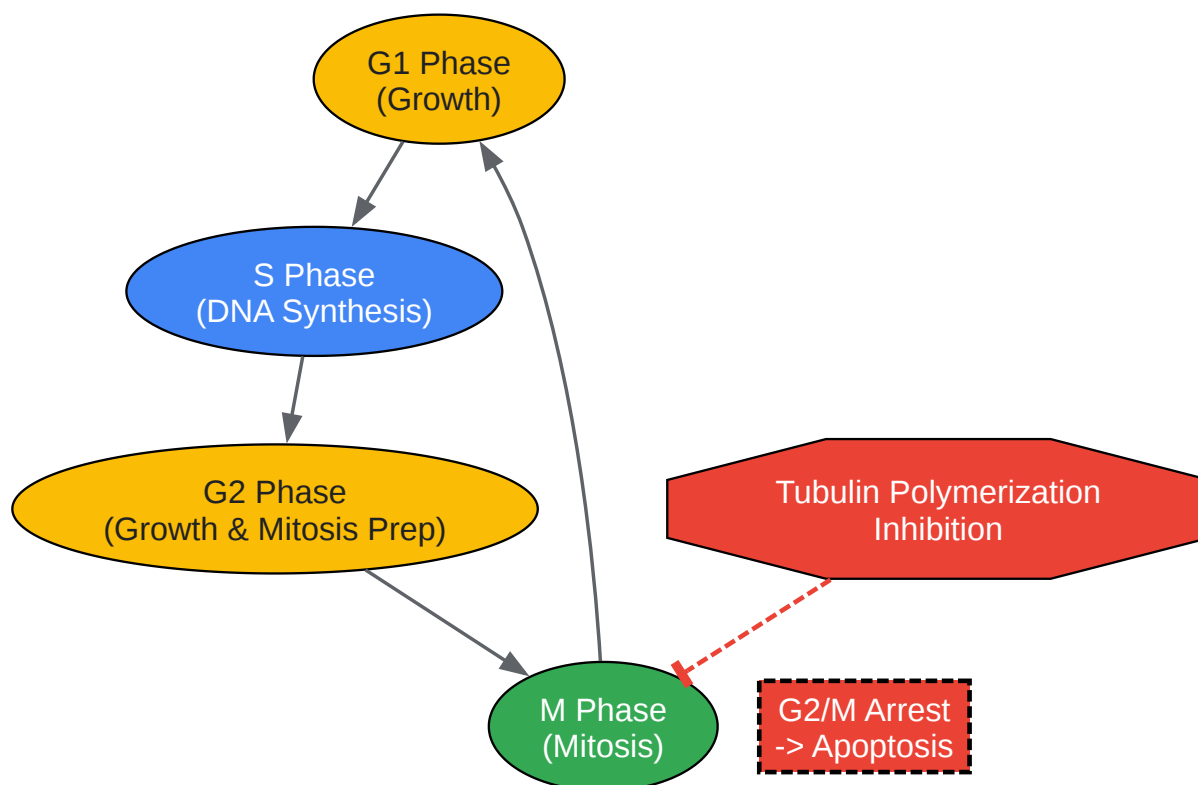 G1 Phase
(Growth)
S Phase
(DNA Synthesis)
G2 Phase
(Growth & Mitosis Prep)
Tubulin Polymerization
Inhibition
M Phase
(Mitosis)
G2/M Arrest
-> Apoptosis